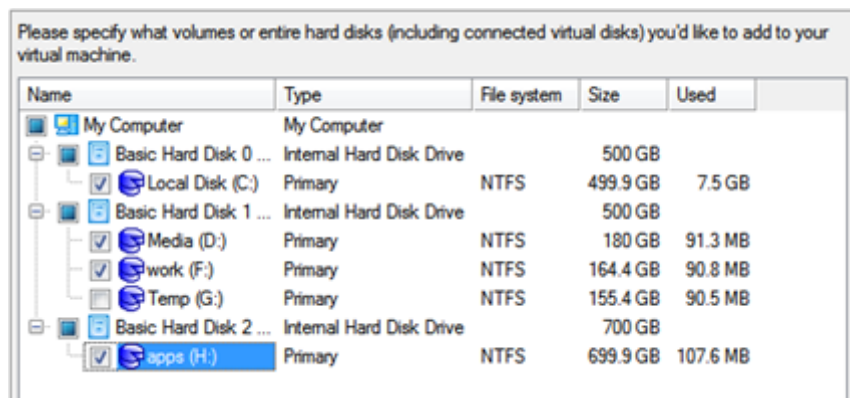 Please specify what volumes or entire hard disks (including connected virtual disks) you'd like to add to your
virtual machine.
Name Type File system Size Used
My Computer My Computer
Basic Hard Disk 0 ... Internal Hard Disk Drive 500 GB
Local Disk (C:) Primary NTFS 499.9 GB 7.5 GB
Basic Hard Disk 1 ... Internal Hard Disk Drive 500 GB
Media (D:) Primary NTFS 180 GB 91.3 MB
work (F:) Primary NTFS 164.4 GB 90.8 MB
Temp (G:) Primary NTFS 155.4 GB 90.5 MB
Basic Hard Disk 2 ... Internal Hard Disk Drive 700 GB
apps (H:) Primary NTFS 699.9 GB 107.6 MB